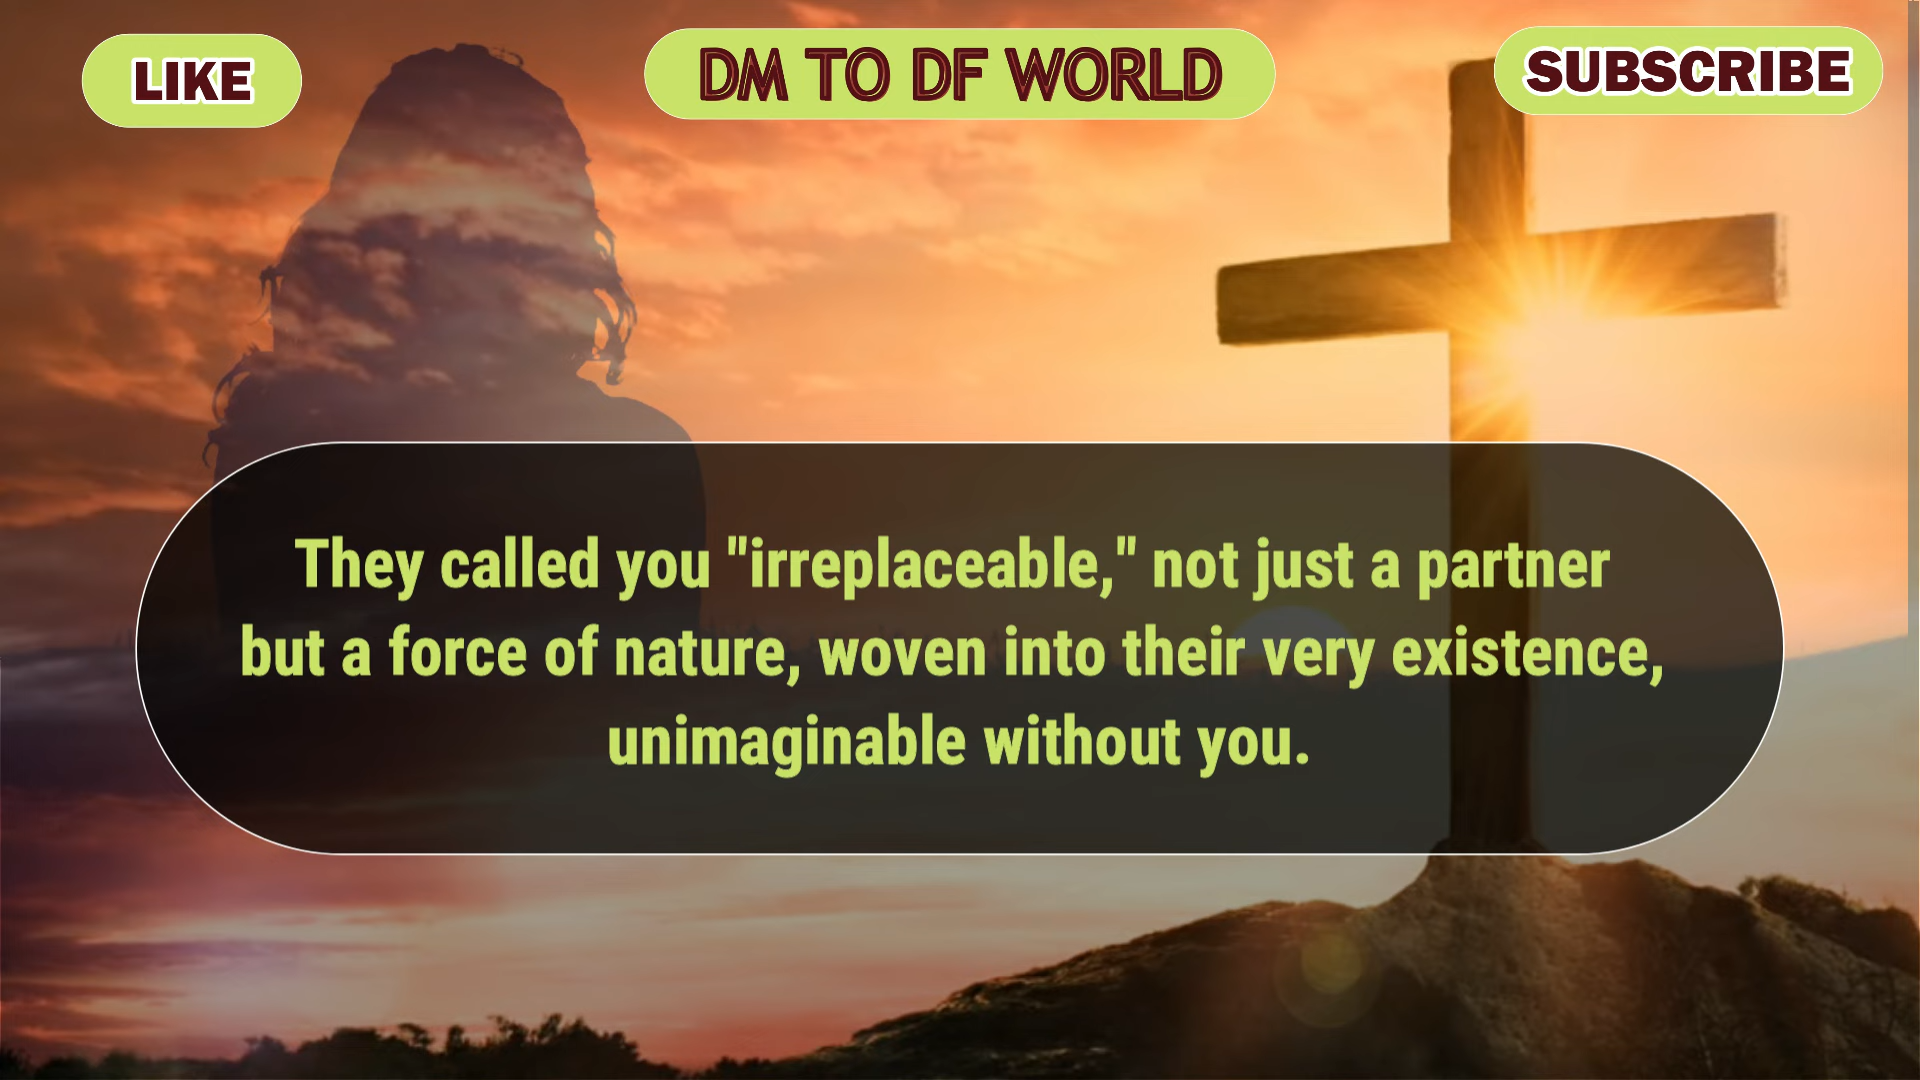 LIKE
DM TO DF WORLD
SUBSCRIBE
They called you "irreplaceable," not just a partner
but a force of nature, woven into their very existence,
unimaginable without you.